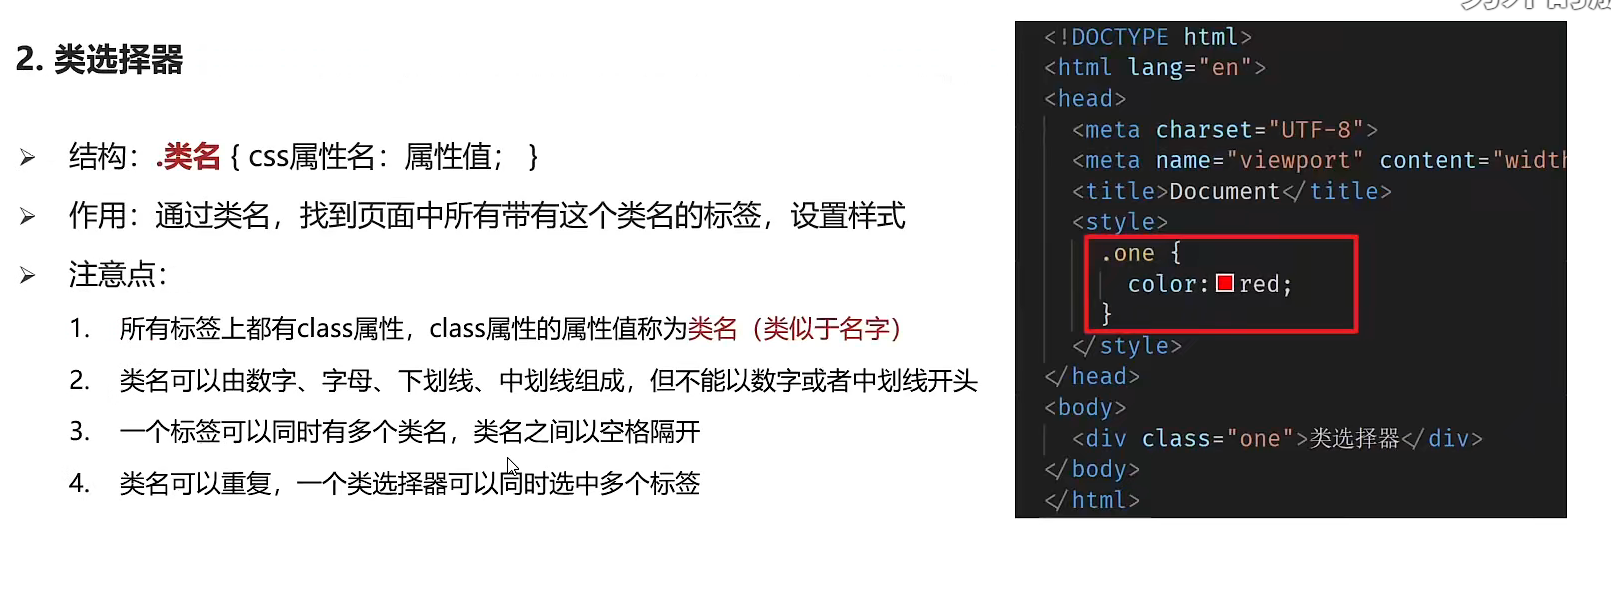 2. 类选择器
➢ 结构：.类名 { css属性名：属性值； }
➢ 作用：通过类名，找到页面中所有带有这个类名的标签，设置样式
➢ 注意点：
1. 所有标签上都有class属性，class属性的属性值称为类名（类似于名字）
2. 类名可以由数字、字母、下划线、中划线组成，但不能以数字或者中划线开头
3. 一个标签可以同时有多个类名，类名之间以空格隔开
4. 类名可以重复，一个类选择器可以同时选中多个标签
<!DOCTYPE html>
<html lang="en">
<head>
<meta charset="UTF-8">
<meta name="viewport" content="width
<title>Document</title>
<style>
.one {
color: red;
}
</style>
</head>
<body>
<div class="one">类选择器</div>
</body>
</html>